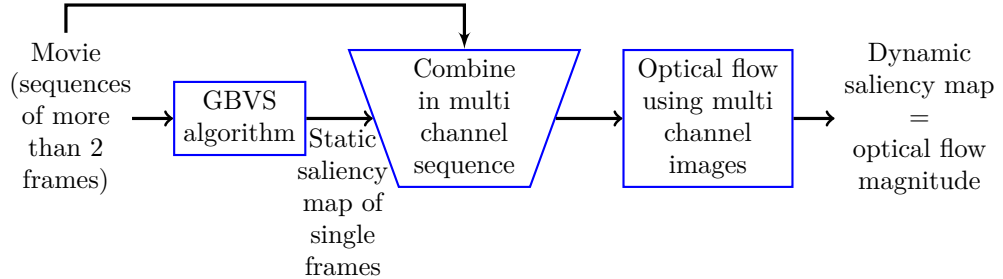 Movie
(sequences
of more
than 2
frames)
GBVS
algorithm
Static
saliency
map of
single
frames
Combine
in multi
channel
sequence
Optical flow
using multi
channel
images
Dynamic
saliency map
=
optical flow
magnitude